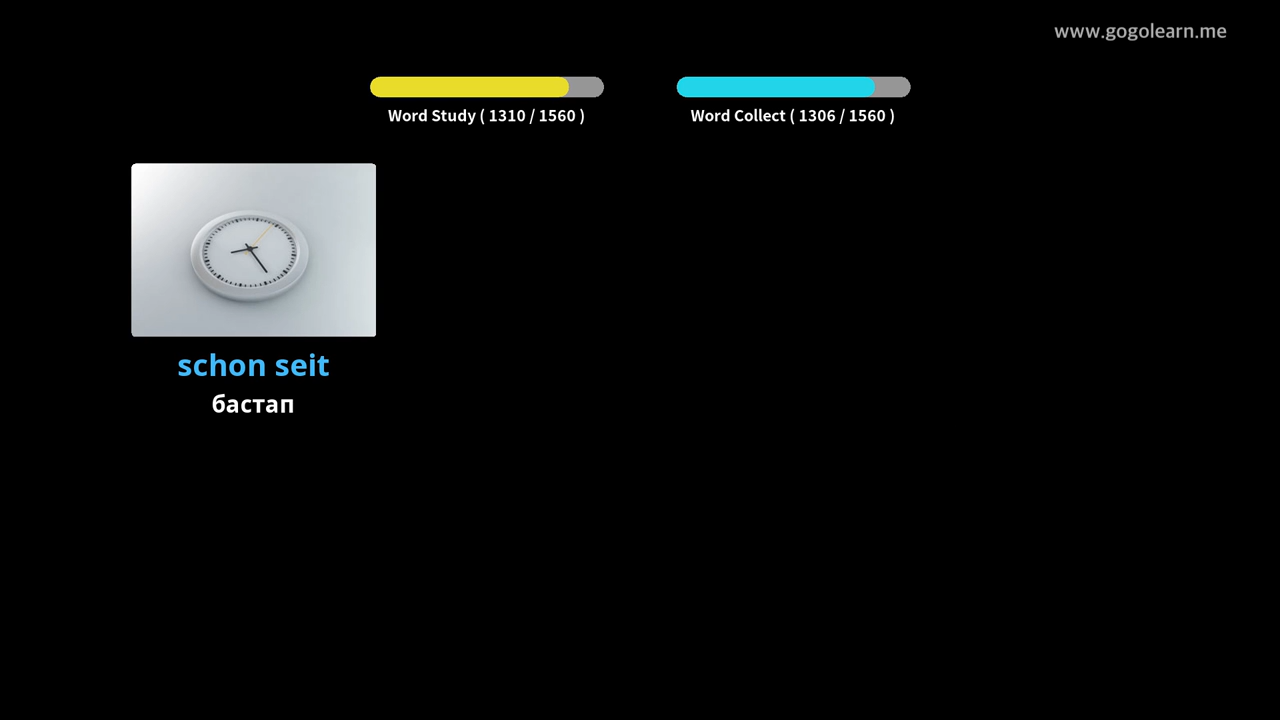 www.gogolearn.me
Word Study ( 1310 / 1560 )
Word Collect ( 1306 / 1560 )
schon seit
бастап